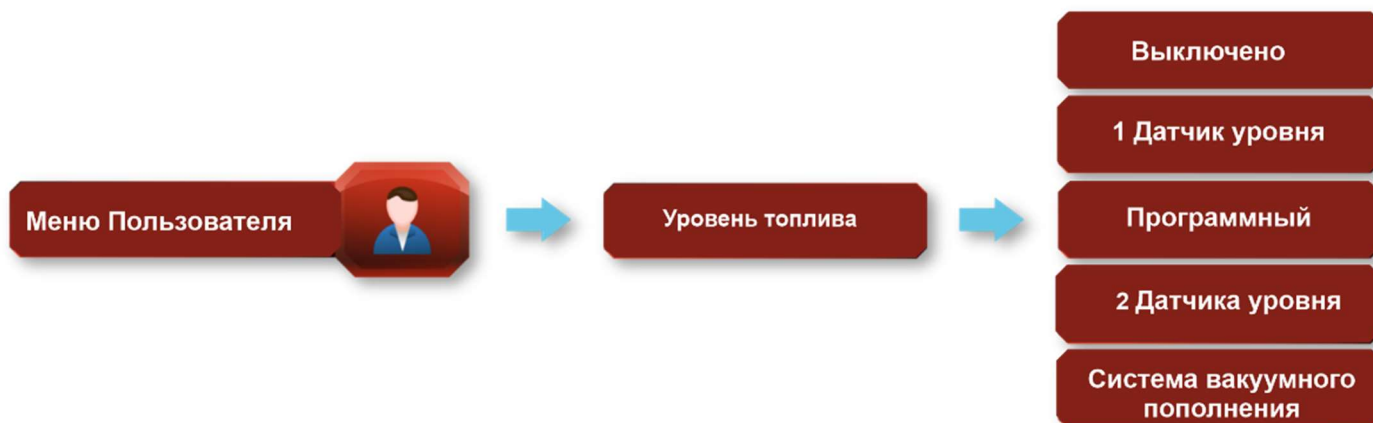 Меню Пользователя
Уровень топлива
Выключено
1 Датчик уровня
Программный
2 Датчика уровня
Система вакуумного
пополнения